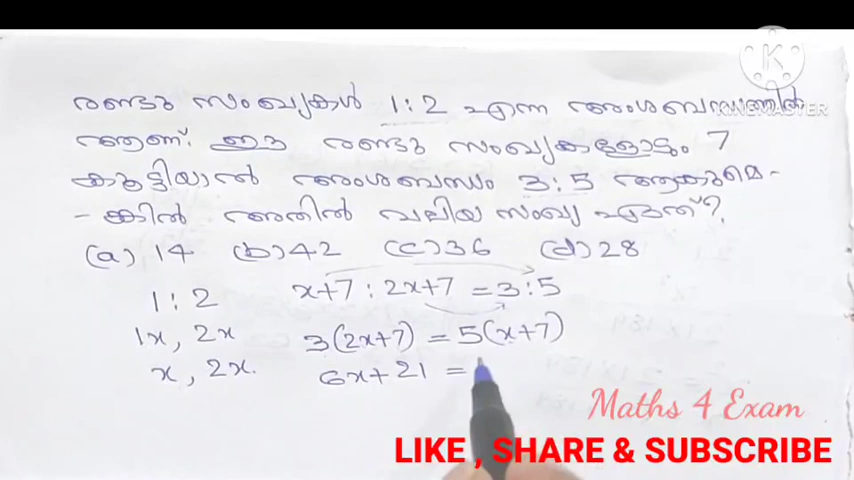 രണ്ടു സംഖ്യകൾ 1:2 എന്ന അംശബന്ധത്തിൽ
ആണ്. ഈ രണ്ടു സംഖ്യകളോടും 7
കൂട്ടിയാൽ അംശബന്ധം 3:5 ആകുമെ-
-ങ്കിൽ അതിൽ വലിയ സംഖ്യ ഏത്?
(a) 14 (b) 42 (c) 36 (d) 28
1:2 x+7 : 2x+7 = 3:5
1x, 2x 3(2x+7) = 5(x+7)
x, 2x. 6x+21 =
K
KINEMASTER
Maths 4 Exam
LIKE , SHARE & SUBSCRIBE